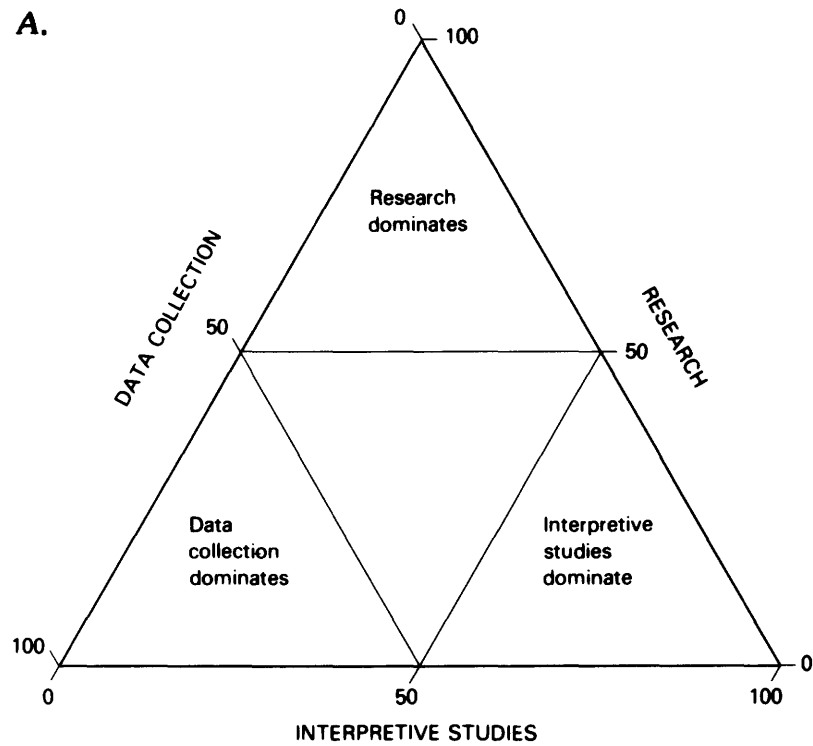 A.
0
100
Research
dominates
DATA COLLECTION
RESEARCH
50
50
Data
collection
dominates
Interpretive
studies
dominate
100
0
0
50
100
INTERPRETIVE STUDIES